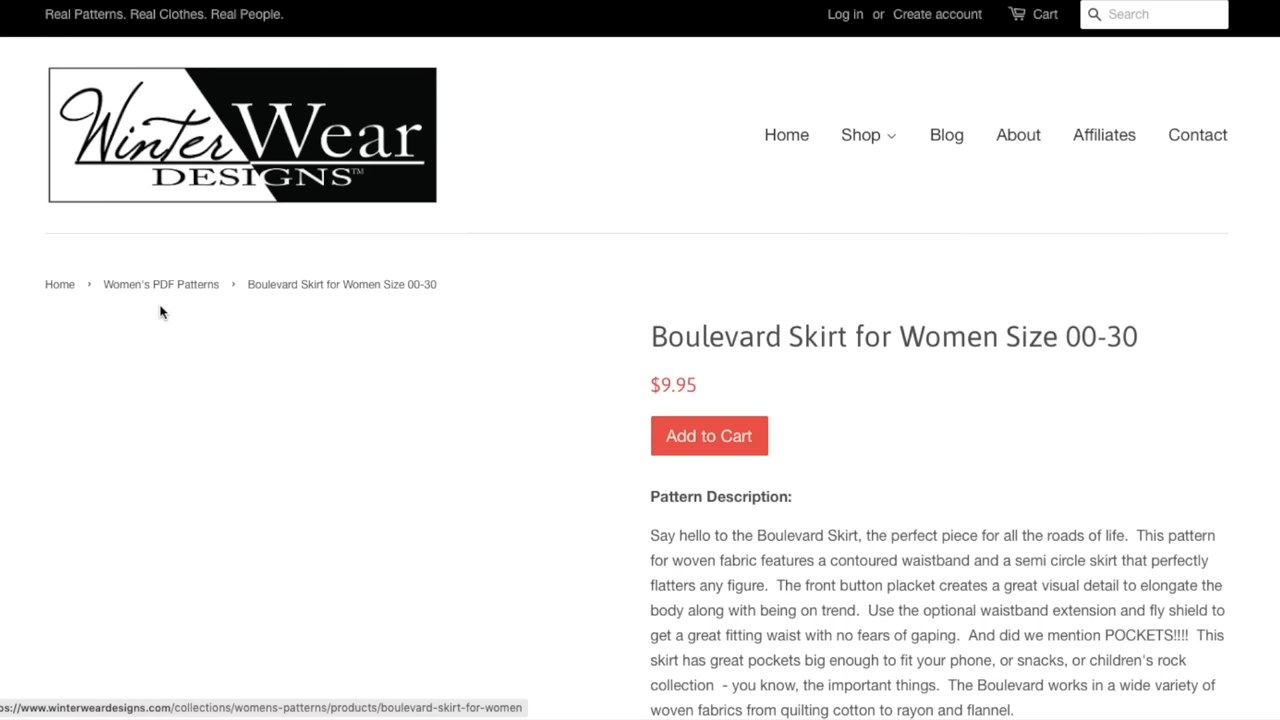 Real Patterns. Real Clothes. Real People.
Log in or Create account Cart Search
Winter Wear
DESIGNS™
Home Shop Blog About Affiliates Contact
Home › Women's PDF Patterns › Boulevard Skirt for Women Size 00-30
Boulevard Skirt for Women Size 00-30
$9.95
Add to Cart
Pattern Description:
Say hello to the Boulevard Skirt, the perfect piece for all the roads of life. This pattern
for woven fabric features a contoured waistband and a semi circle skirt that perfectly
flatters any figure. The front button placket creates a great visual detail to elongate the
body along with being on trend. Use the optional waistband extension and fly shield to
get a great fitting waist with no fears of gaping. And did we mention POCKETS!!!! This
skirt has great pockets big enough to fit your phone, or snacks, or children's rock
collection - you know, the important things. The Boulevard works in a wide variety of
woven fabrics from quilting cotton to rayon and flannel.
ps://www.winterweardesigns.com/collections/womens-patterns/products/boulevard-skirt-for-women